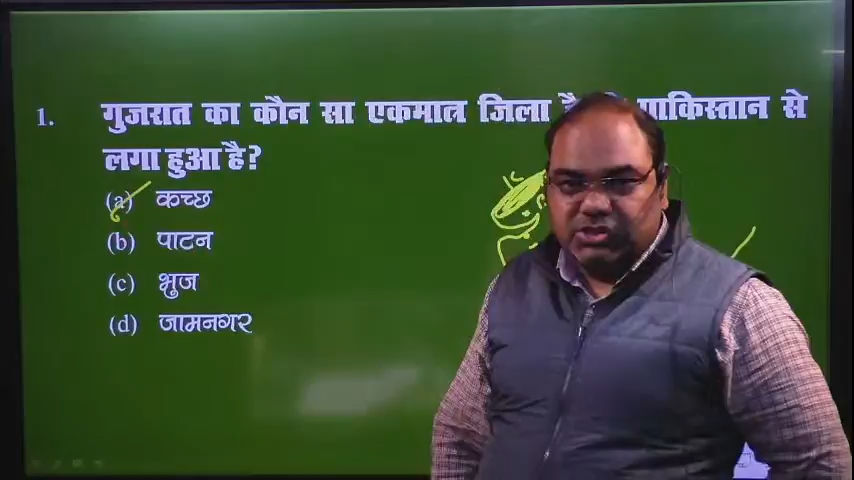 1. गुजरात का कौन सा एकमात्र जिला पाकिस्तान से
लगा हुआ है?
(a) कच्छ
(b) पाटन
(c) भुज
(d) जामनगर